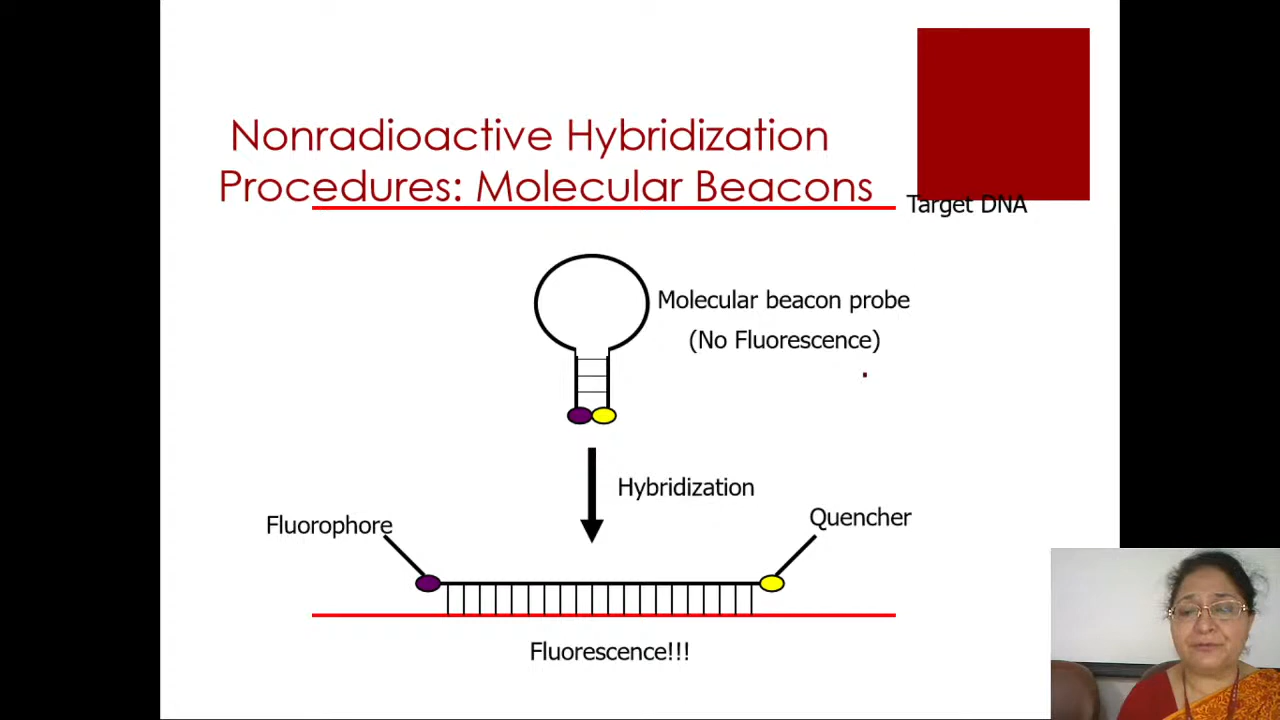 Nonradioactive Hybridization
Procedures: Molecular Beacons
Target DNA
Molecular beacon probe
(No Fluorescence)
Hybridization
Fluorophore
Quencher
Fluorescence!!!